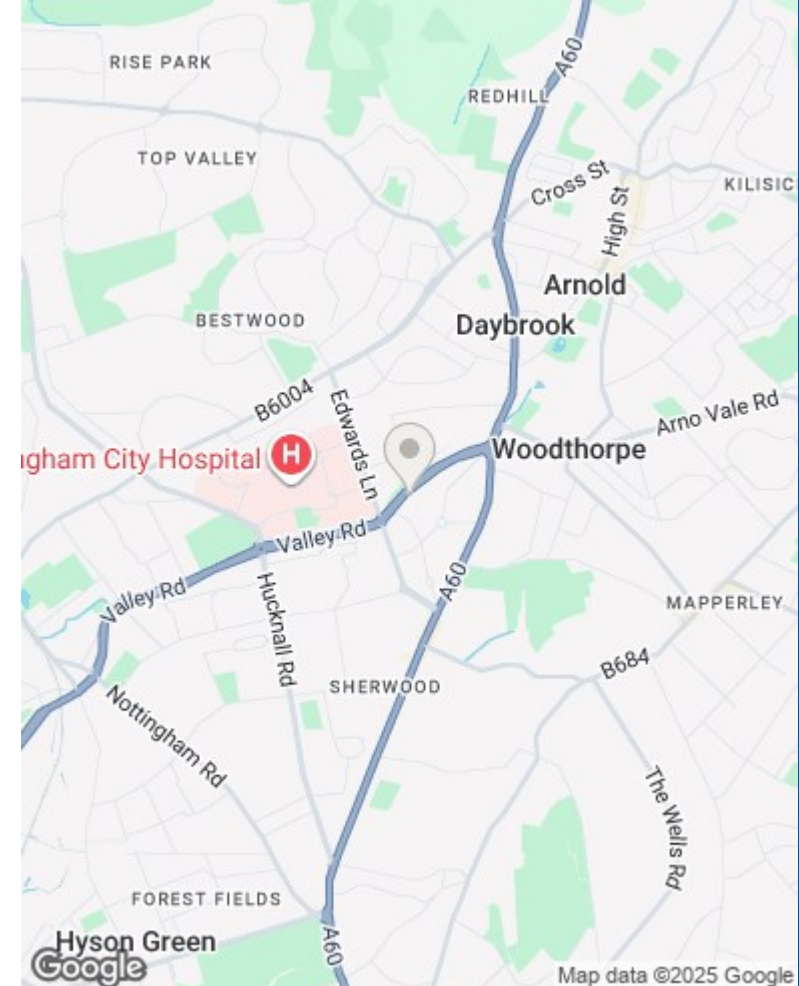 RISE PARK
A60
REDHILL
TOP VALLEY
Cross St
KILISIC
High St
Arnold
BESTWOOD
Daybrook
B6004
Edwards Ln
Arno Vale Rd
gham City Hospital
H
Woodthorpe
Valley Rd
Valley Rd
Hucknall Rd
A60
MAPPERLEY
B684
SHERWOOD
Nottingham Rd
The Wells Rd
FOREST FIELDS
Hyson Green
A60
Google
Map data ©2025 Google